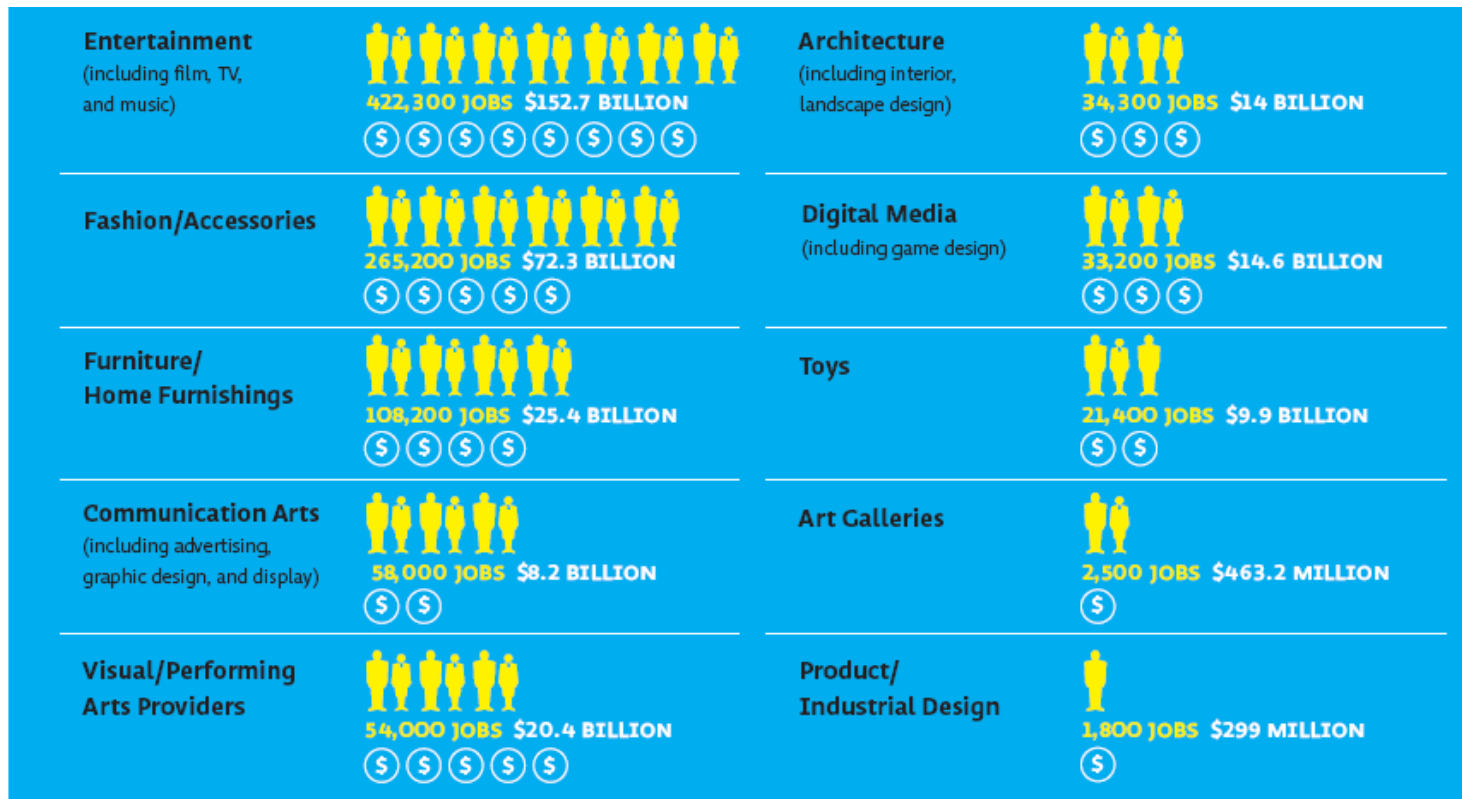 Entertainment
(including film, TV,
and music)
422,300 JOBS $152.7 BILLION
$ $ $ $ $ $ $ $
Fashion/Accessories
265,200 JOBS $72.3 BILLION
$ $ $ $ $
Furniture/
Home Furnishings
108,200 JOBS $25.4 BILLION
$ $ $ $
Communication Arts
(including advertising,
graphic design, and display)
58,000 JOBS $8.2 BILLION
$ $
Visual/Performing
Arts Providers
54,000 JOBS $20.4 BILLION
$ $ $ $ $
Architecture
(including interior,
landscape design)
34,300 JOBS $14 BILLION
$ $ $
Digital Media
(including game design)
33,200 JOBS $14.6 BILLION
$ $ $
Toys
21,400 JOBS $9.9 BILLION
$ $
Art Galleries
2,500 JOBS $463.2 MILLION
$
Product/
Industrial Design
1,800 JOBS $299 MILLION
$